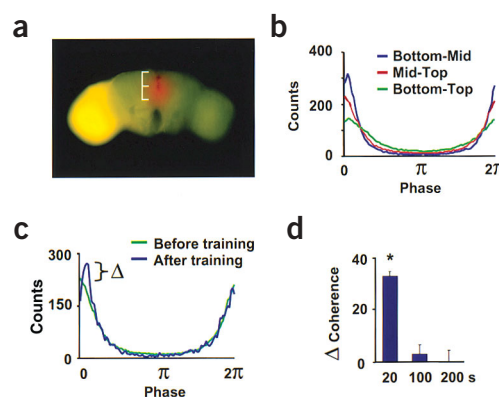 a
b
400
200
0
Counts
Bottom–Mid
Mid-Top
Bottom-Top
0 π 2π
Phase
c
300
150
0
Counts
Before training
After training
Δ
0 π 2π
Phase
d
40
20
0
Δ Coherence
*
20 100 200 s